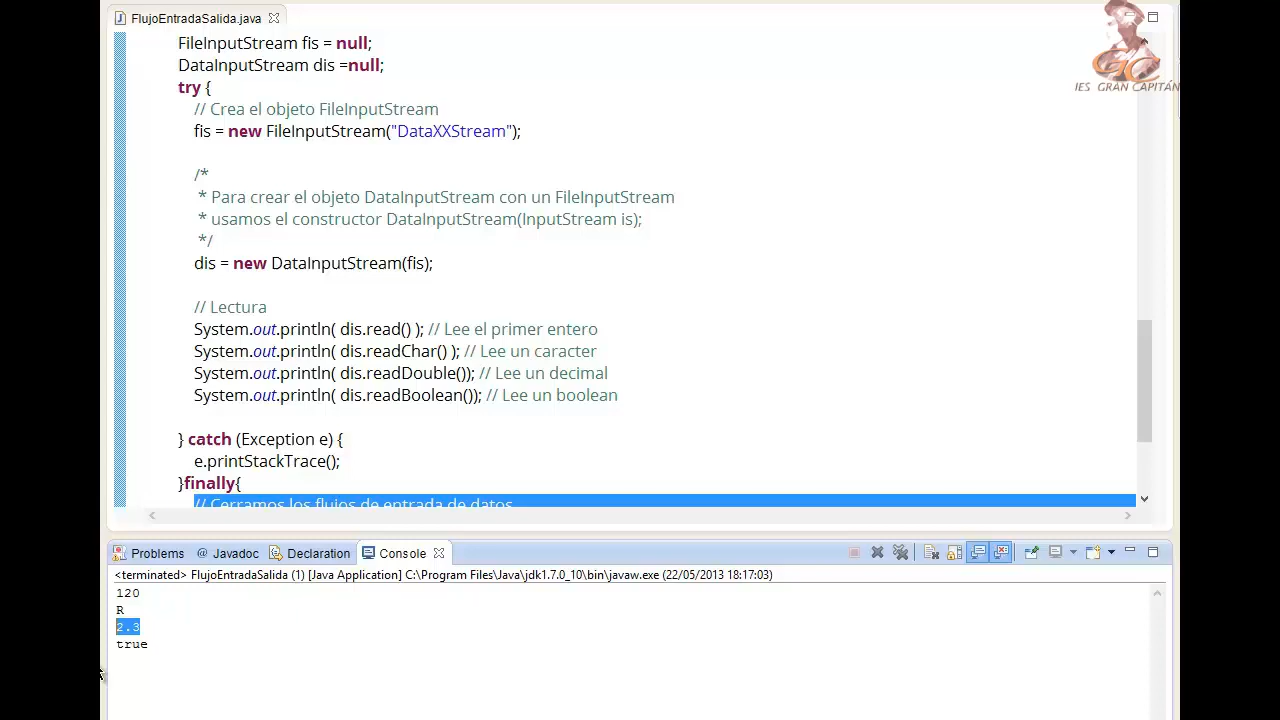 FlujoEntradaSalida.java
FileInputStream fis = null;
DataInputStream dis =null;
try {
// Crea el objeto FileInputStream
fis = new FileInputStream("DataXXStream");
/*
* Para crear el objeto DataInputStream con un FileInputStream
* usamos el constructor DataInputStream(InputStream is);
*/
dis = new DataInputStream(fis);
// Lectura
System.out.println( dis.read() ); // Lee el primer entero
System.out.println( dis.readChar() ); // Lee un caracter
System.out.println( dis.readDouble()); // Lee un decimal
System.out.println( dis.readBoolean()); // Lee un boolean
} catch (Exception e) {
e.printStackTrace();
}finally{
// Cerramos los flujos de entrada de datos
GC
IES GRAN CAPITÁN
Problems @ Javadoc Declaration Console
<terminated> FlujoEntradaSalida (1) [Java Application] C:\Program Files\Java\jdk1.7.0_10\bin\javaw.exe (22/05/2013 18:17:03)
120
R
2.3
true